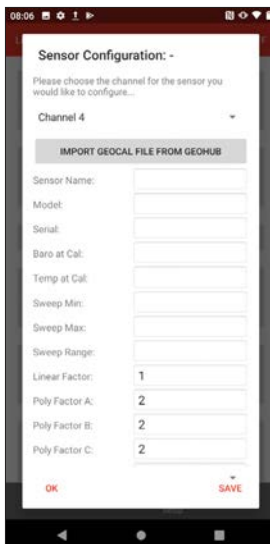 08:06
Sensor Configuration: -
Please choose the channel for the sensor you
would like to configure...
Channel 4
IMPORT GEOCAL FILE FROM GEOHUB
Sensor Name:
Model:
Serial:
Baro at Cal:
Temp at Cal:
Sweep Min:
Sweep Max:
Sweep Range:
Linear Factor: 1
Poly Factor A: 2
Poly Factor B: 2
Poly Factor C: 2
OK SAVE